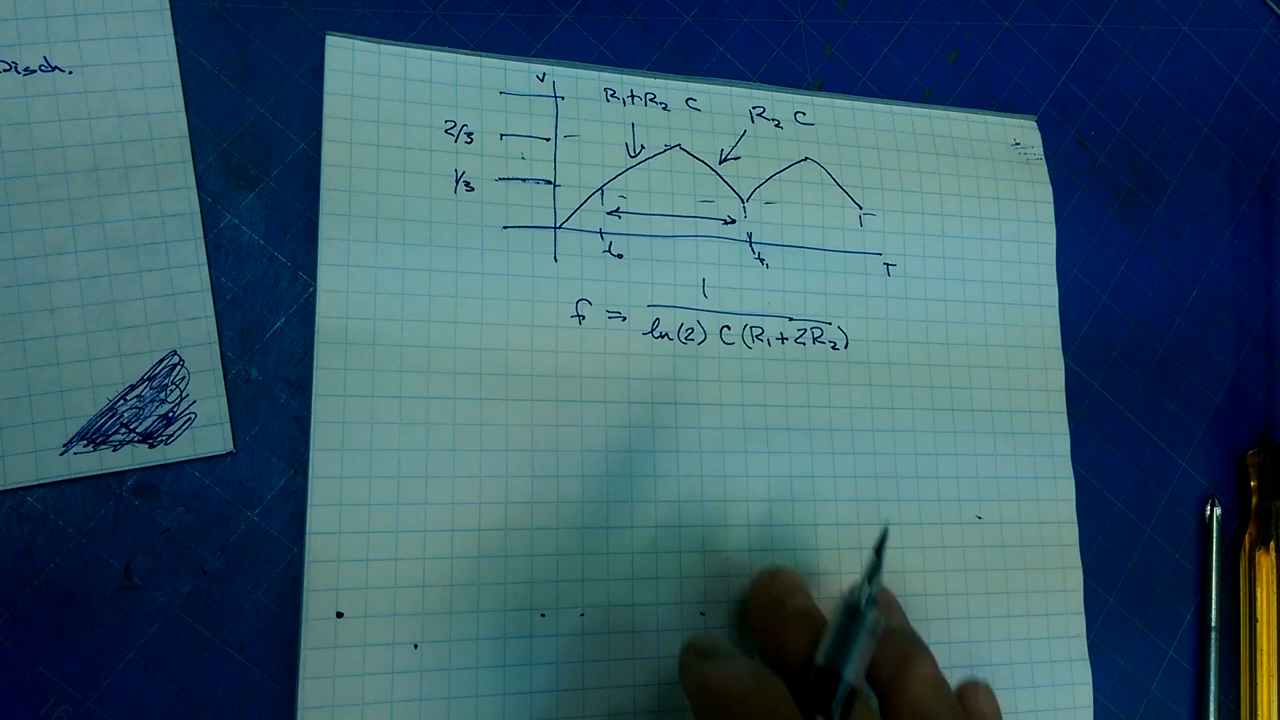 Disch.
V
R₁+R₂ C
R₂ C
2/3
1/3
t₀
t₁
T
f = 1 / ln(2) C (R₁+2R₂)